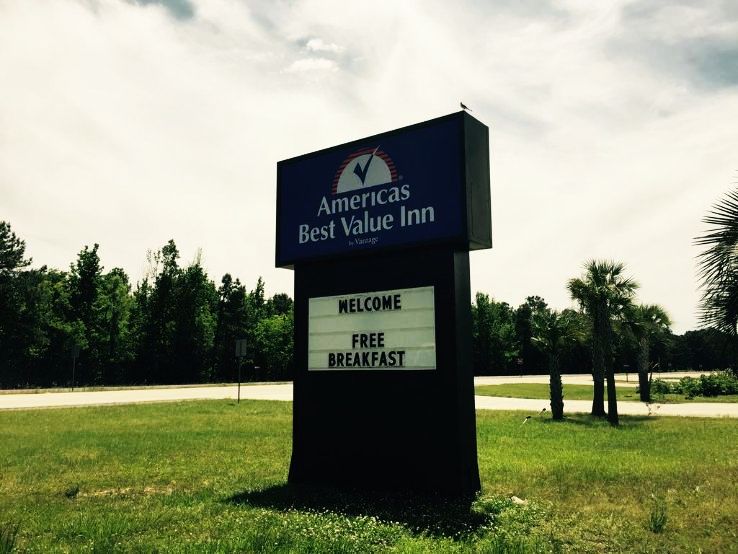 Americas
Best Value Inn
by Vantage
WELCOME
FREE
BREAKFAST